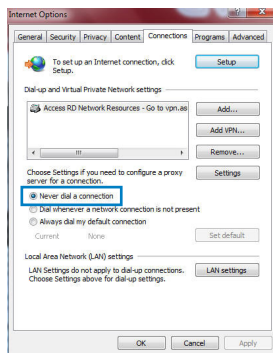 Internet Options
General Security Privacy Content Connections Programs Advanced
To set up an Internet connection, click Setup.
Setup
Dial-up and Virtual Private Network settings
Access RD Network Resources - Go to vpn.as
Add...
Add VPN...
Remove...
Choose Settings if you need to configure a proxy
server for a connection.
Settings
Never dial a connection
Dial whenever a network connection is not present
Always dial my default connection
Current None
Set default
Local Area Network (LAN) settings
LAN Settings do not apply to dial-up connections.
Choose Settings above for dial-up settings.
LAN settings
OK Cancel Apply